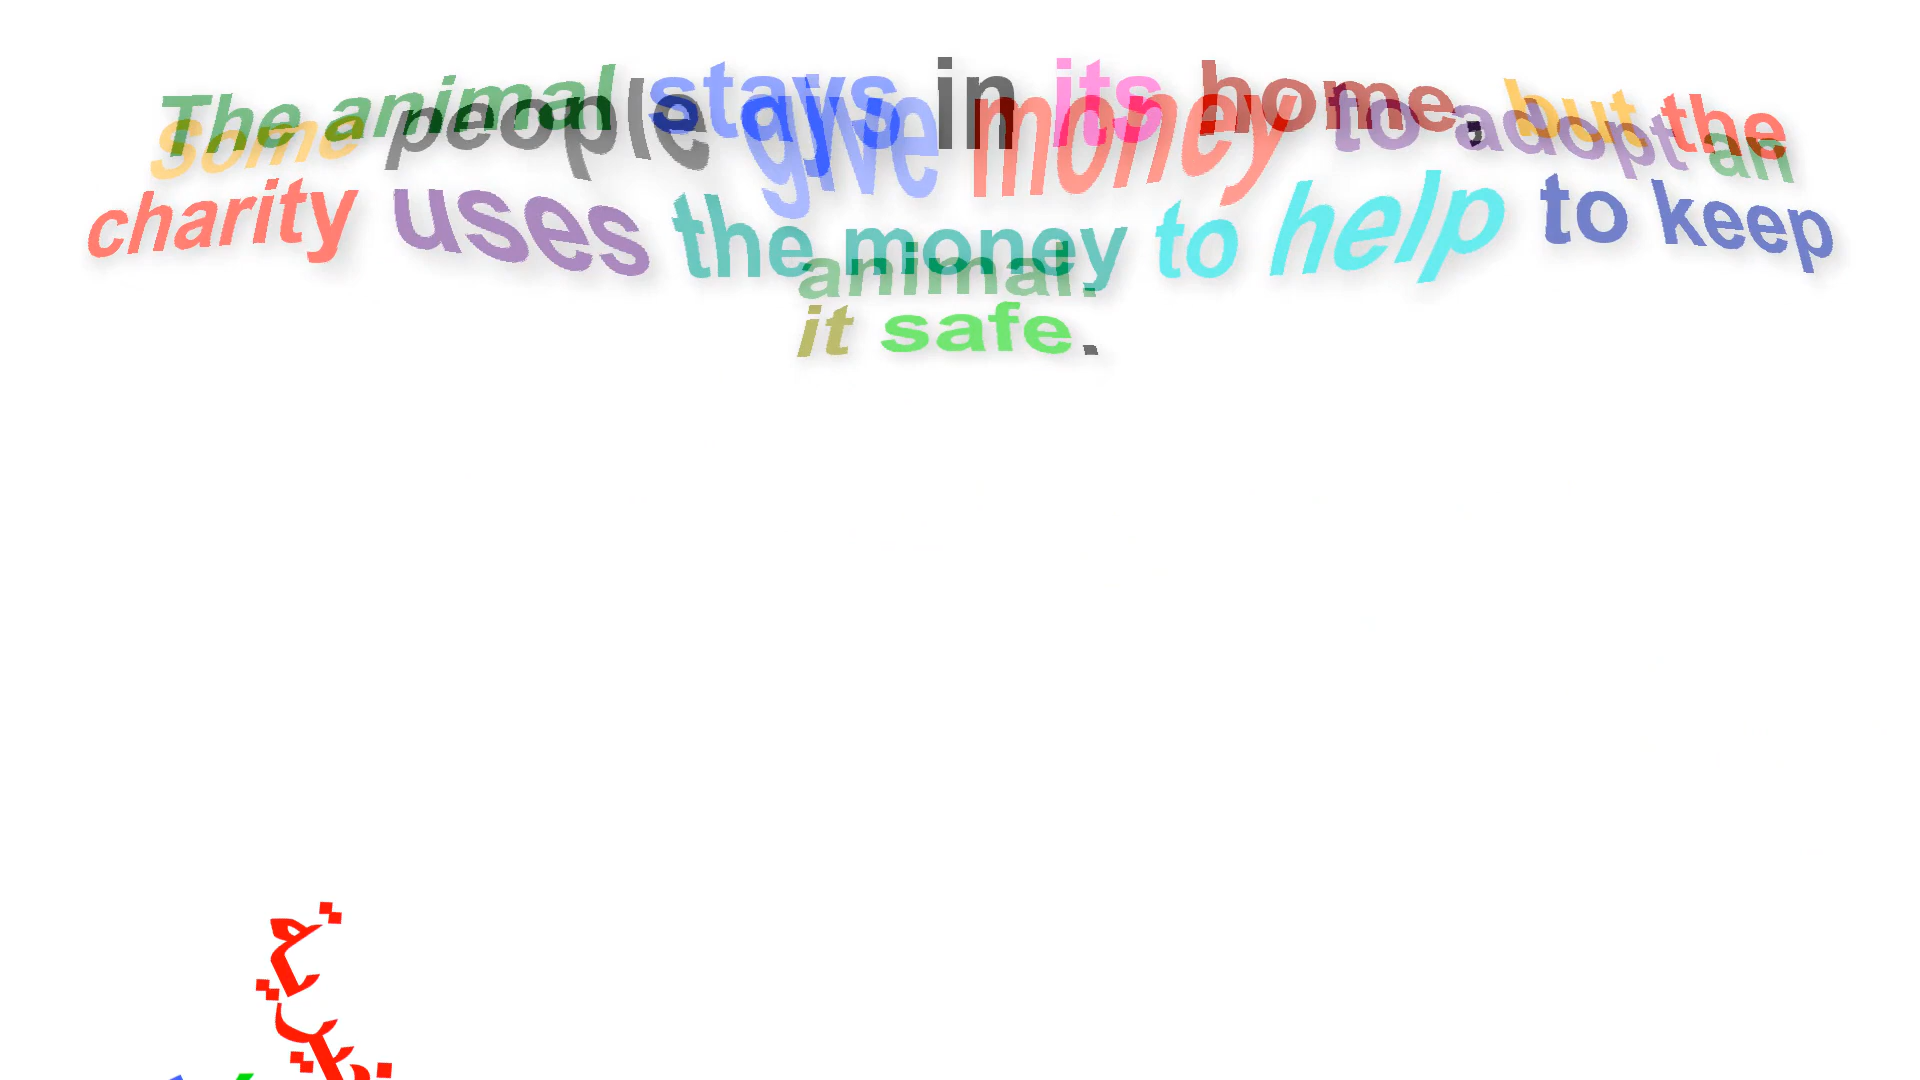 Some people give money to adopt an
animal.
The animal stays in its home, but the
charity uses the money to help to keep
it safe.